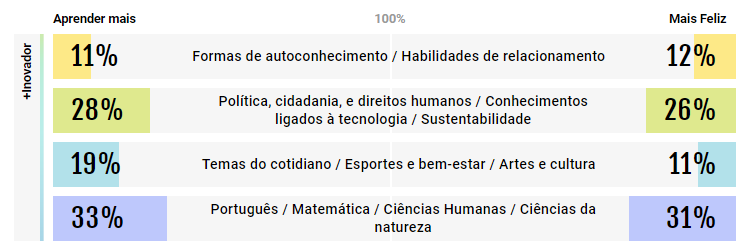 Aprender mais 100% Mais Feliz
+Inovador
11% Formas de autoconhecimento / Habilidades de relacionamento 12%
28% Política, cidadania, e direitos humanos / Conhecimentos 26%
ligados à tecnologia / Sustentabilidade
19% Temas do cotidiano / Esportes e bem-estar / Artes e cultura 11%
33% Português / Matemática / Ciências Humanas / Ciências da 31%
natureza